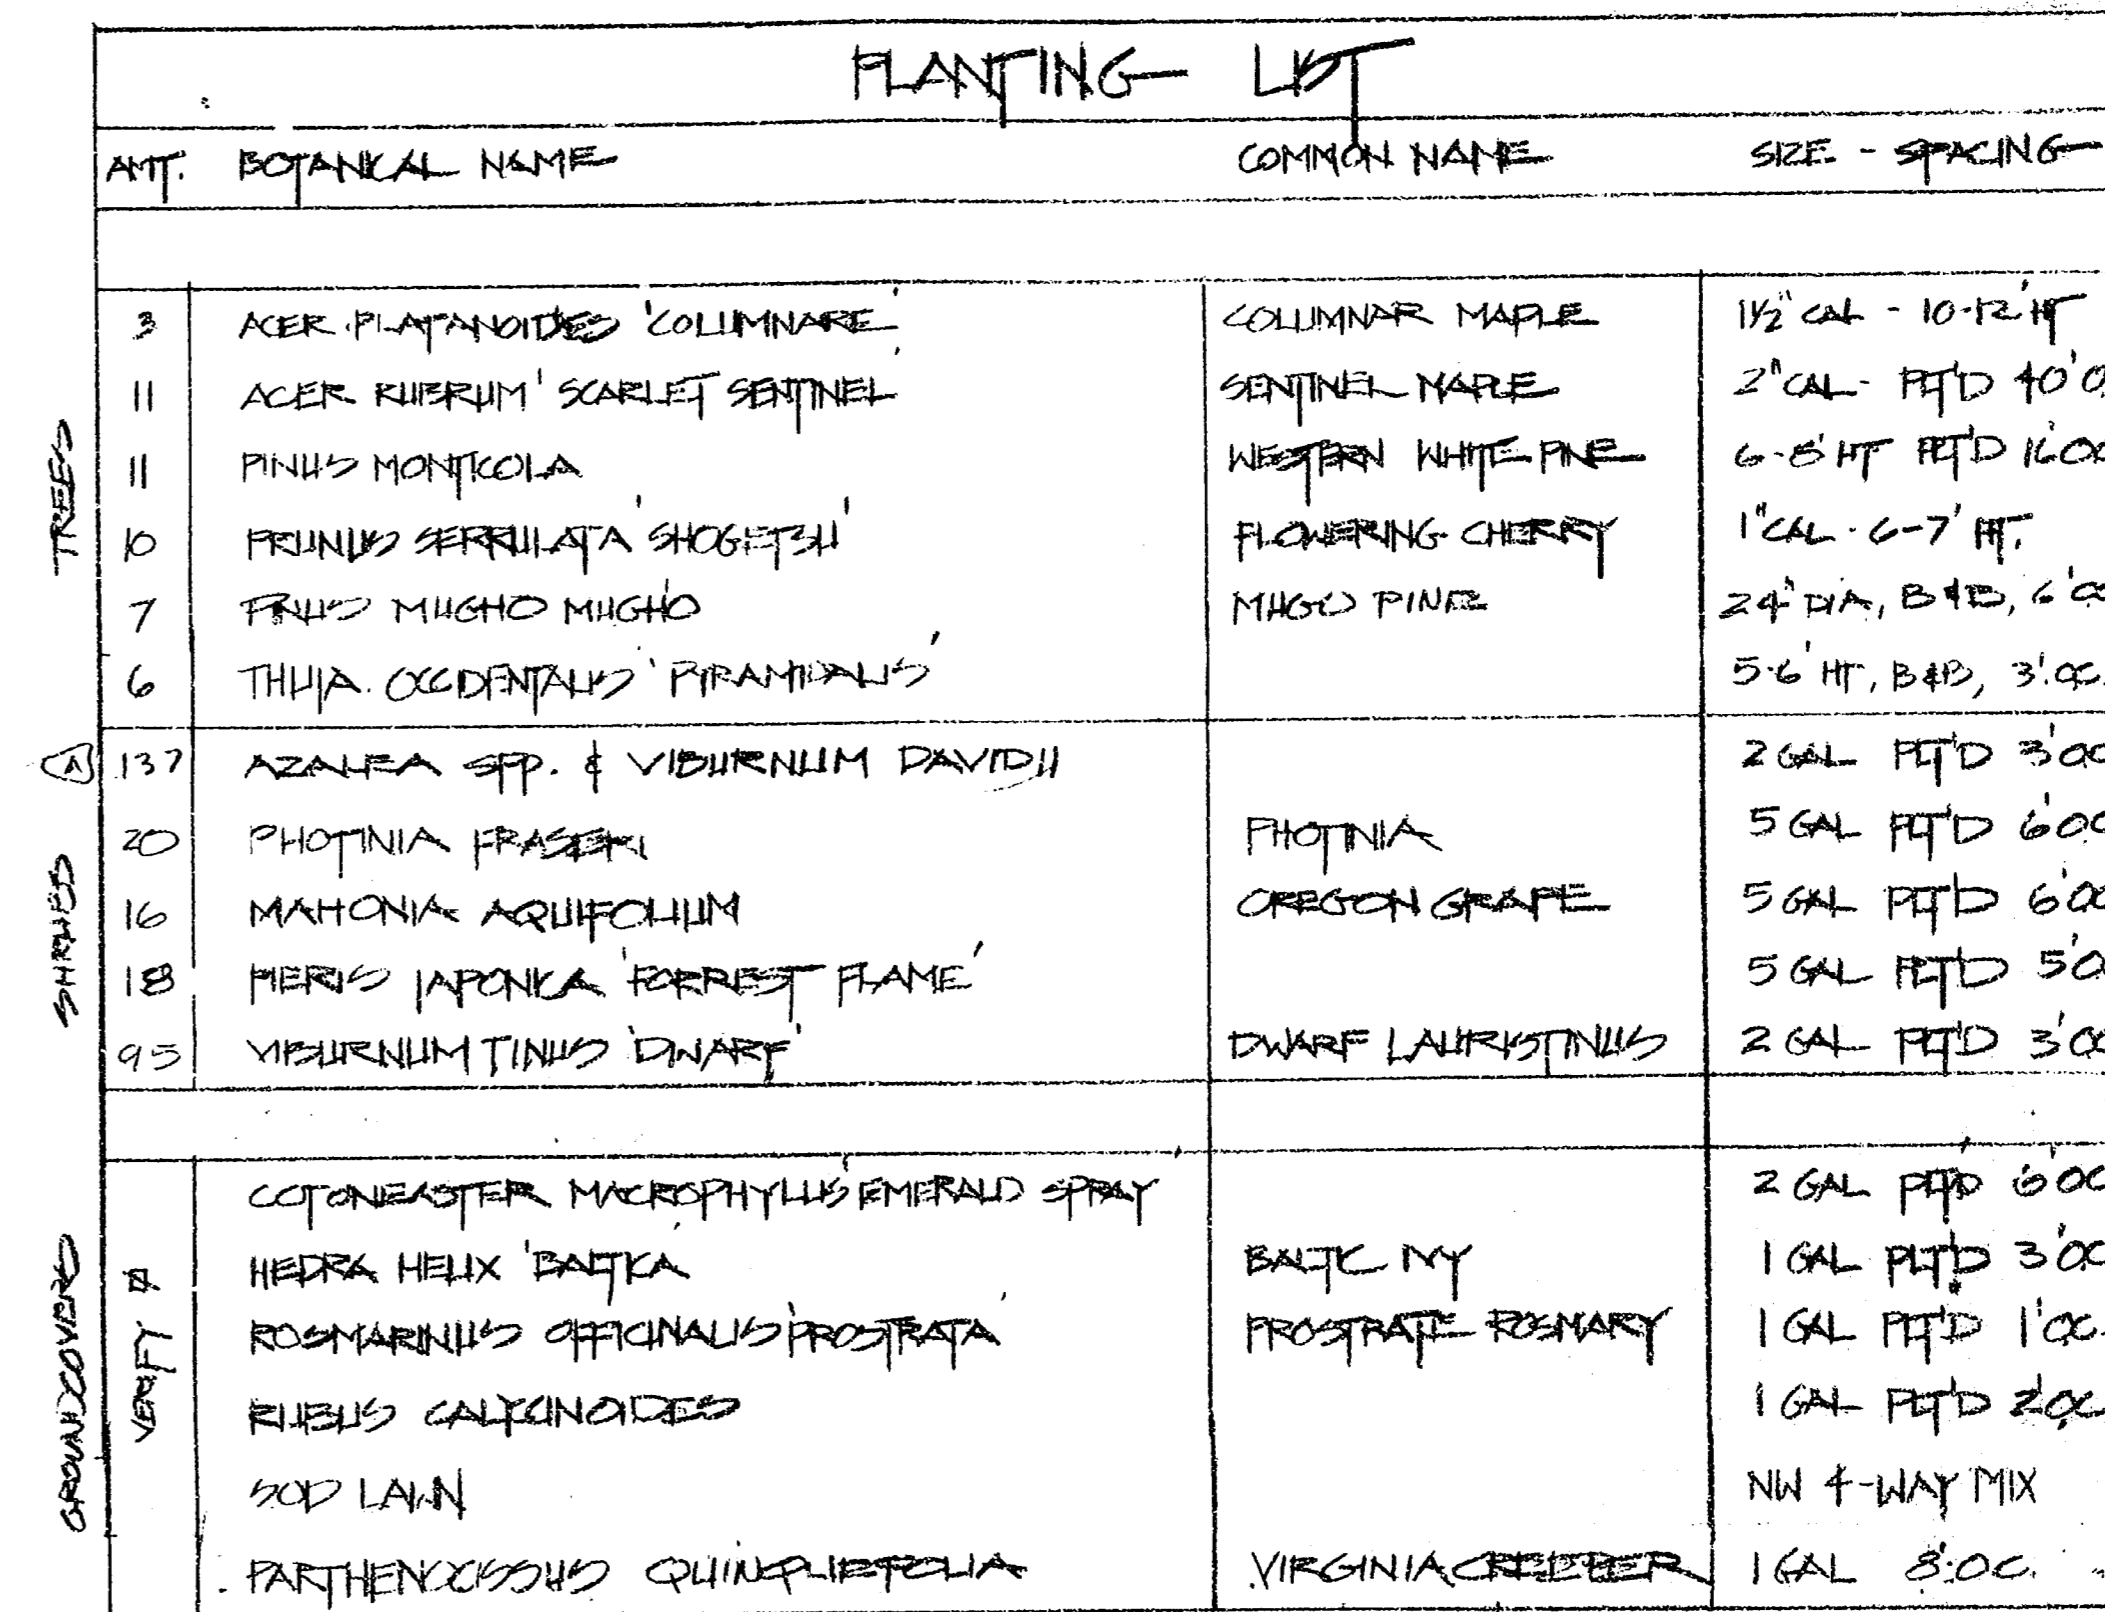 PLANTING LIST
AMT. BOTANICAL NAME COMMON NAME SIZE - SPACING
TREES
3 ACER PLATANOIDES 'COLUMNARE' COLUMNAR MAPLE 1½" CAL - 10-12' HT
11 ACER RUBRUM 'SCARLET SENTINEL' SENTINEL MAPLE 2" CAL - PLT'D 40' O
11 PINUS MONTICOLA WESTERN WHITE PINE 6-8' HT PLT'D 16' OC
10 PRUNUS SERRULATA 'SHOGETSU' FLOWERING CHERRY 1" CAL - 6-7' HT.
7 PINUS MUGHO MUGHO MUGO PINE 24" DIA, B&B, 6' OC
6 THUJA OCCIDENTALIS 'PYRAMIDALIS' 5-6' HT, B&B, 3' OC.
SHRUBS
137 AZALEA SPP. & VIBURNUM DAVIDII 2 GAL PLT'D 3' OC
20 PHOTINIA FRASERI PHOTINIA 5 GAL PLT'D 6' OC
16 MAHONIA AQUIFOLIUM OREGON GRAPE 5 GAL PLT'D 6' OC
18 PIERIS JAPONICA 'FORREST FLAME' 5 GAL PLT'D 5' O
95 VIBURNUM TINUS 'DWARF' DWARF LAURISTINUS 2 GAL PLT'D 3' OC
GROUNDCOVERS
VERIFY #
COTONEASTER MACROPHYLLUS 'EMERALD SPRAY' 2 GAL PLT'D 6' OC
HEDRA HELIX 'BALTICA' BALTIC IVY 1 GAL PLT'D 3' OC
ROSMARINUS OFFICINALIS 'PROSTRATA' PROSTRATE ROSMARY 1 GAL PLT'D 1' OC.
RUBUS CALYCINOIDES 1 GAL PLT'D 2' OC
SOD LAWN NW 4-WAY MIX
PARTHENOCISSUS QUINQUEFOLIA VIRGINIA CREEPER 1 GAL 8' OC.